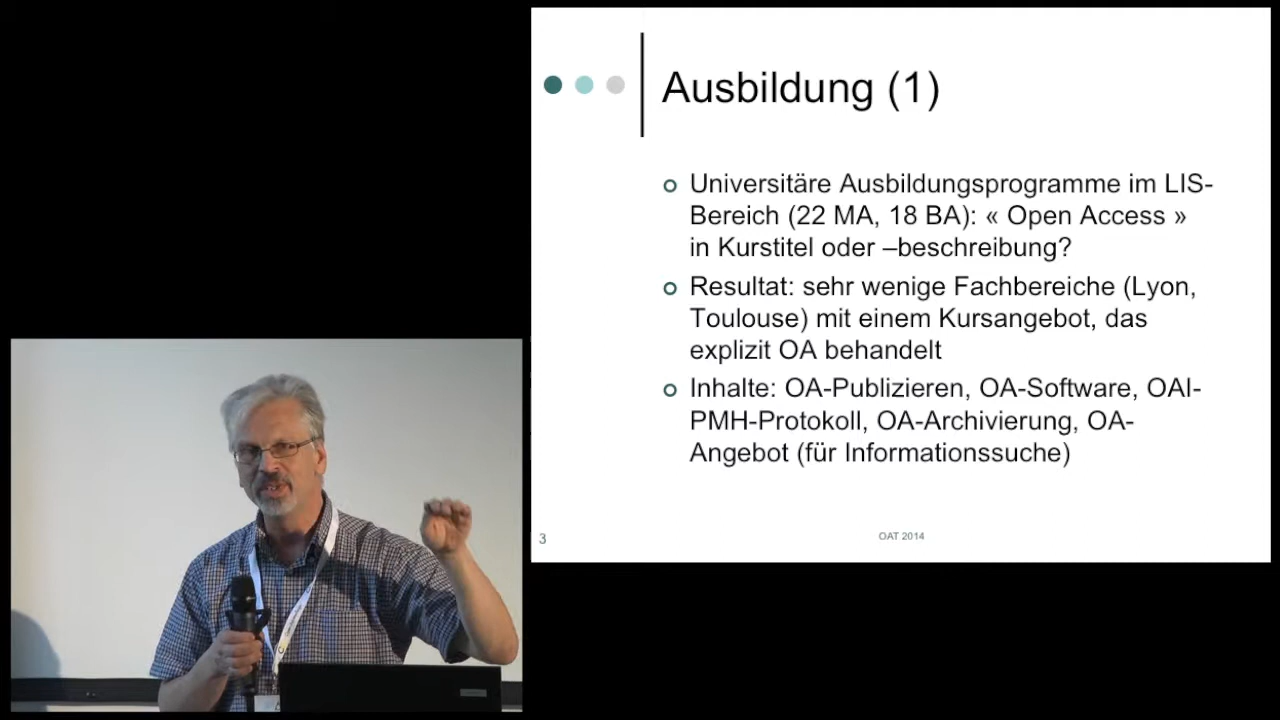 Ausbildung (1)
Universitäre Ausbildungsprogramme im LIS-
Bereich (22 MA, 18 BA): « Open Access »
in Kurstitel oder –beschreibung?
Resultat: sehr wenige Fachbereiche (Lyon,
Toulouse) mit einem Kursangebot, das
explizit OA behandelt
Inhalte: OA-Publizieren, OA-Software, OAI-
PMH-Protokoll, OA-Archivierung, OA-
Angebot (für Informationssuche)
3
OAT 2014